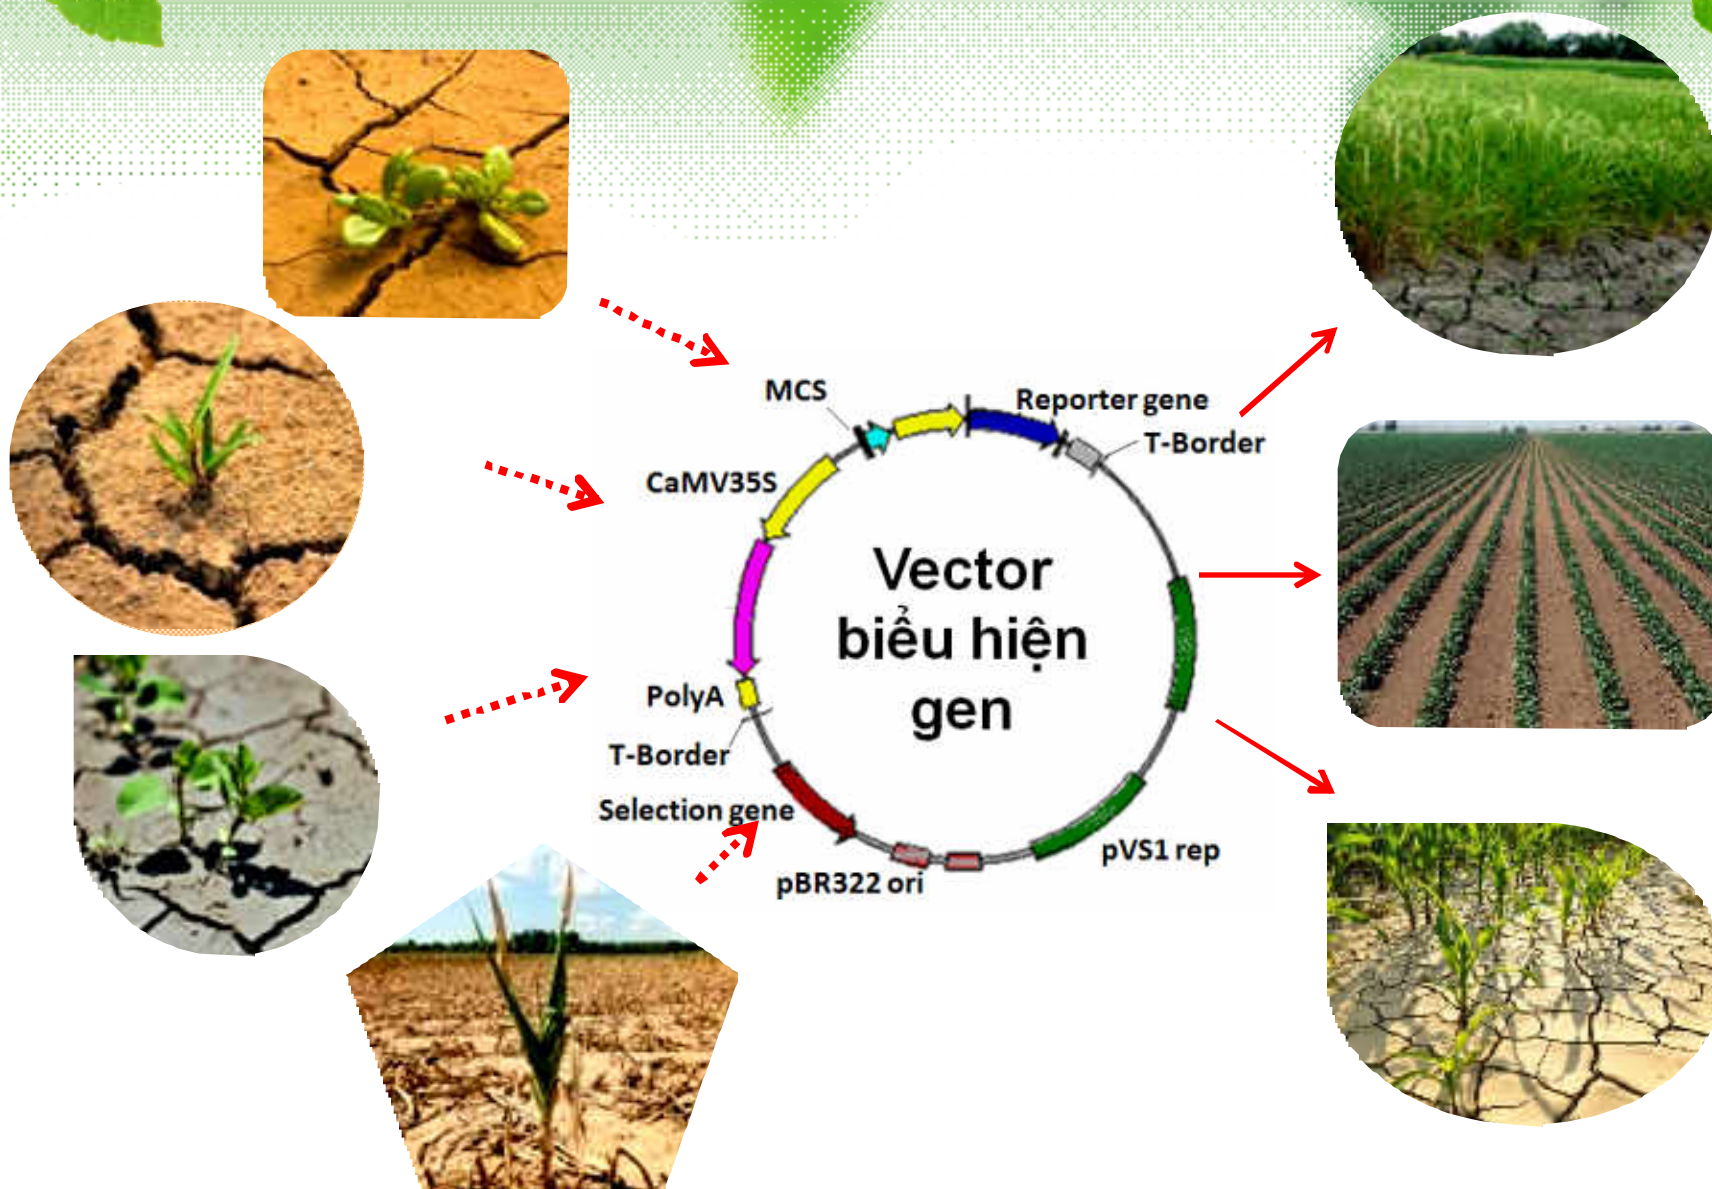 MCS
Reporter gene
T-Border
CaMV35S
Vector
biểu hiện
gen
PolyA
T-Border
Selection gene
pVS1 rep
pBR322 ori